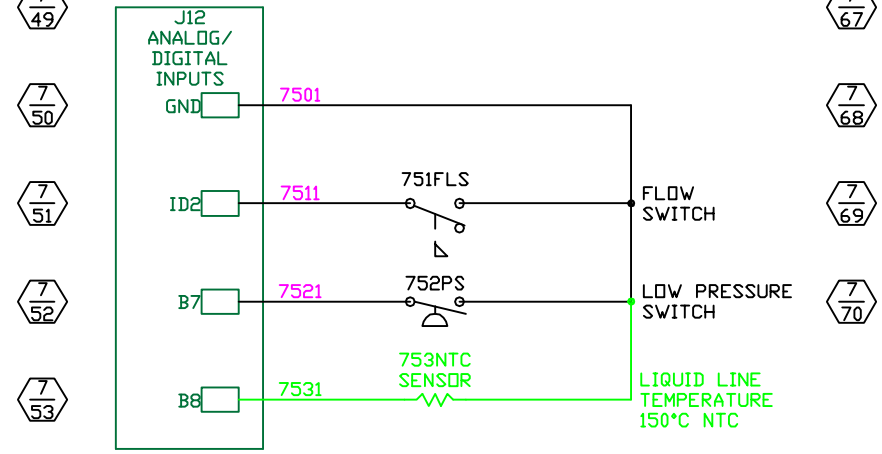 7
49
7
67
J12
ANALOG/
DIGITAL
INPUTS
7
50
GND
7501
7
68
7
51
ID2
7511
751FLS
FLOW
SWITCH
7
69
7
52
B7
7521
752PS
LOW PRESSURE
SWITCH
7
70
7
53
B8
7531
753NTC
SENSOR
LIQUID LINE
TEMPERATURE
150°C NTC